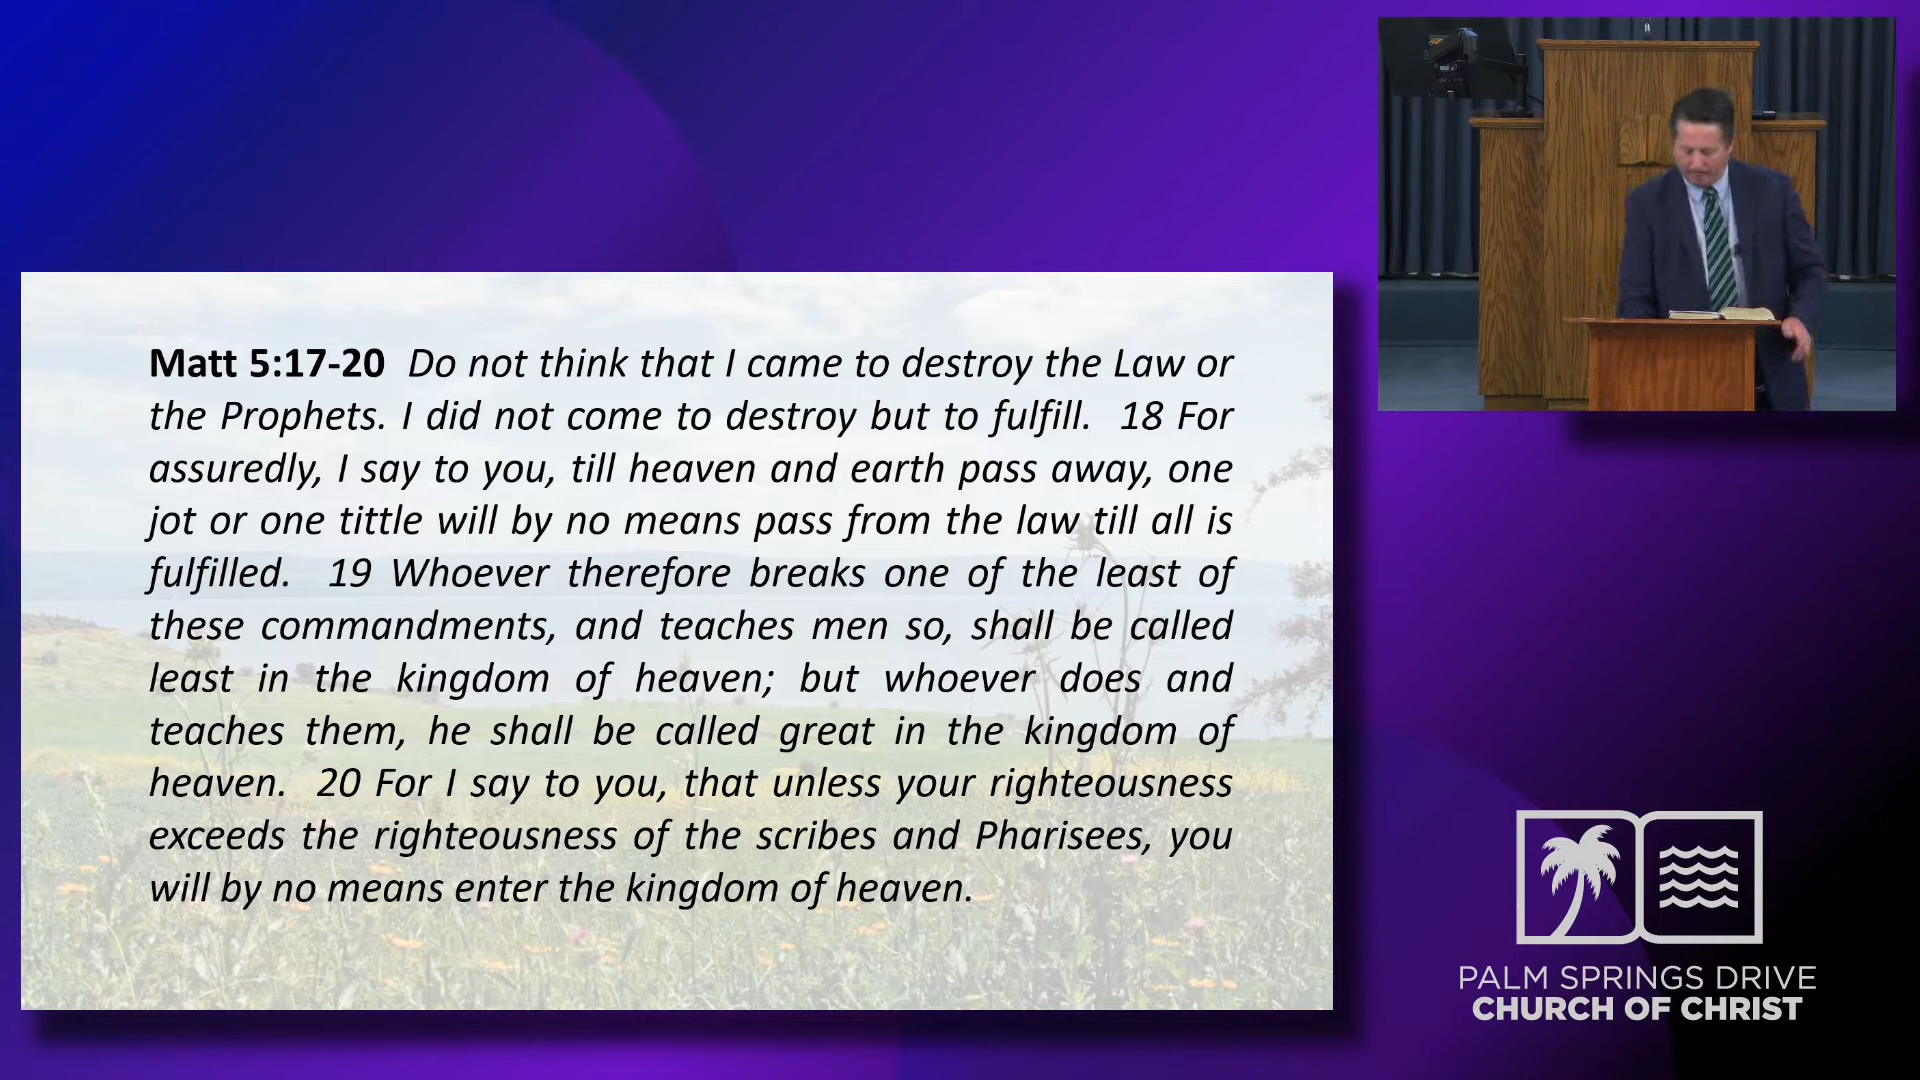 Matt 5:17-20 Do not think that I came to destroy the Law or
the Prophets. I did not come to destroy but to fulfill. 18 For
assuredly, I say to you, till heaven and earth pass away, one
jot or one tittle will by no means pass from the law till all is
fulfilled. 19 Whoever therefore breaks one of the least of
these commandments, and teaches men so, shall be called
least in the kingdom of heaven; but whoever does and
teaches them, he shall be called great in the kingdom of
heaven. 20 For I say to you, that unless your righteousness
exceeds the righteousness of the scribes and Pharisees, you
will by no means enter the kingdom of heaven.
PALM SPRINGS DRIVE
CHURCH OF CHRIST